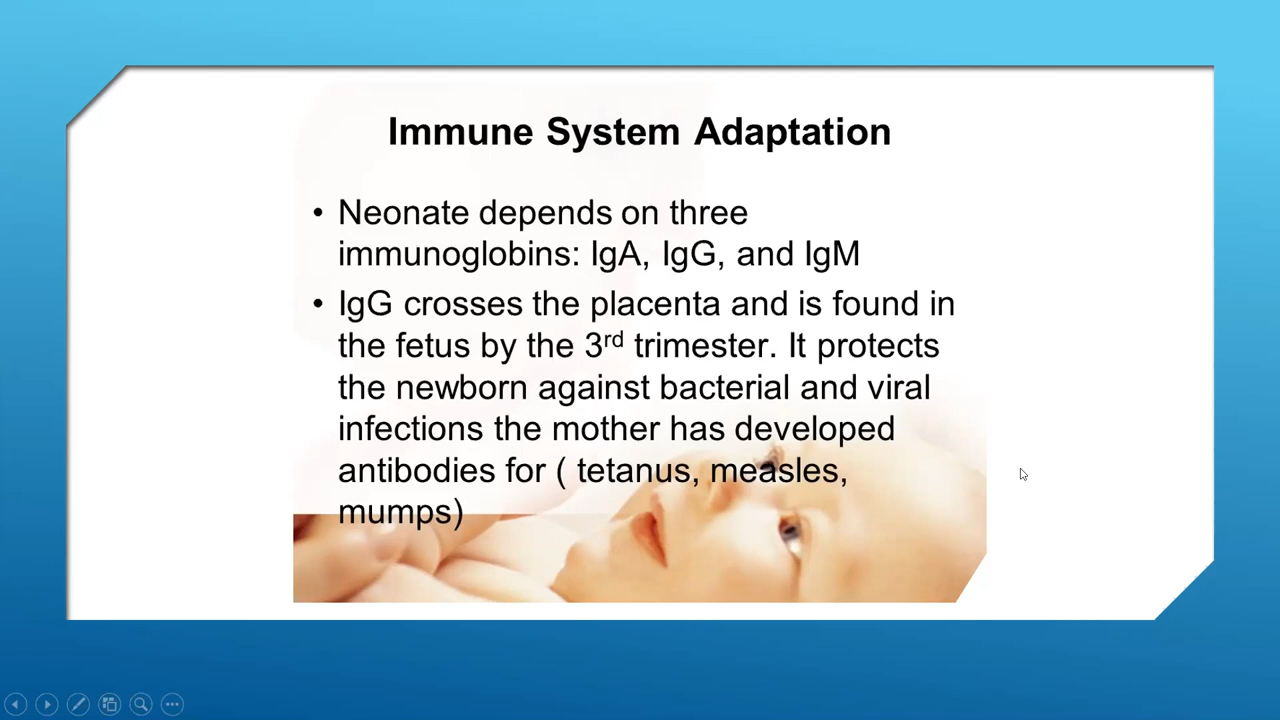 Immune System Adaptation
• Neonate depends on three
immunoglobins: IgA, IgG, and IgM
• IgG crosses the placenta and is found in
the fetus by the 3rd trimester. It protects
the newborn against bacterial and viral
infections the mother has developed
antibodies for ( tetanus, measles,
mumps)